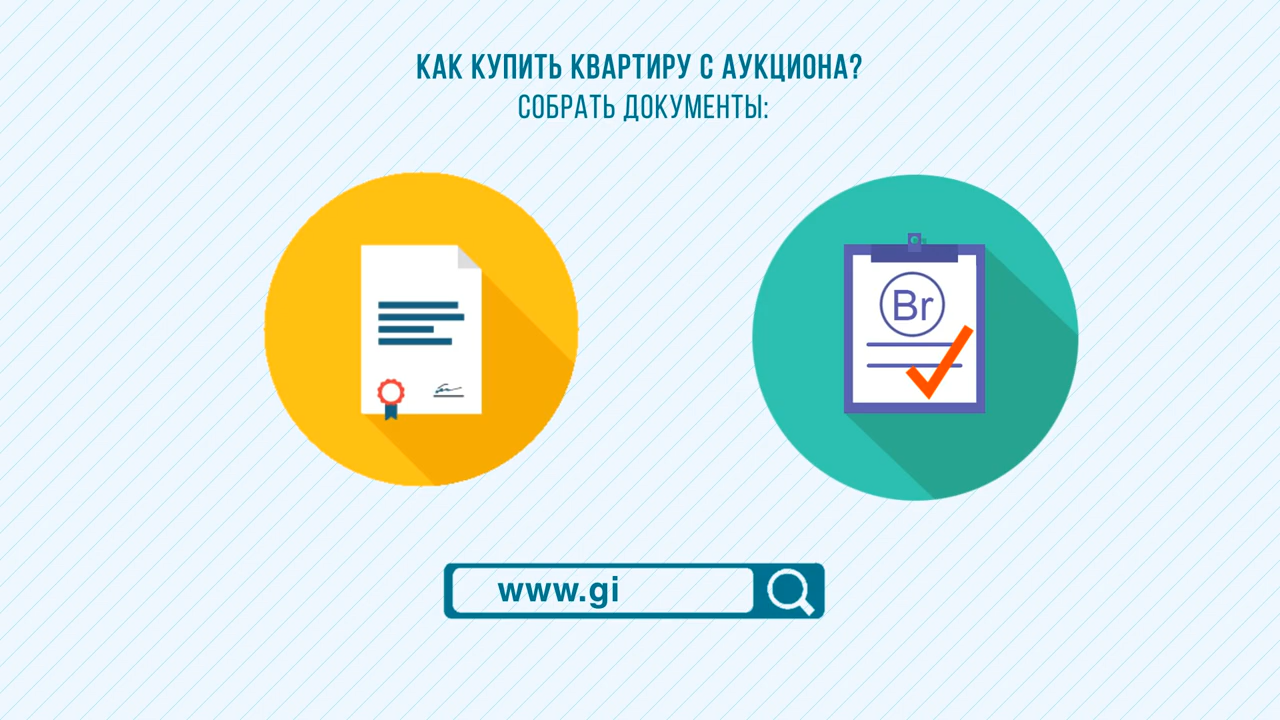 КАК КУПИТЬ КВАРТИРУ С АУКЦИОНА?
СОБРАТЬ ДОКУМЕНТЫ:
Br
www.gi